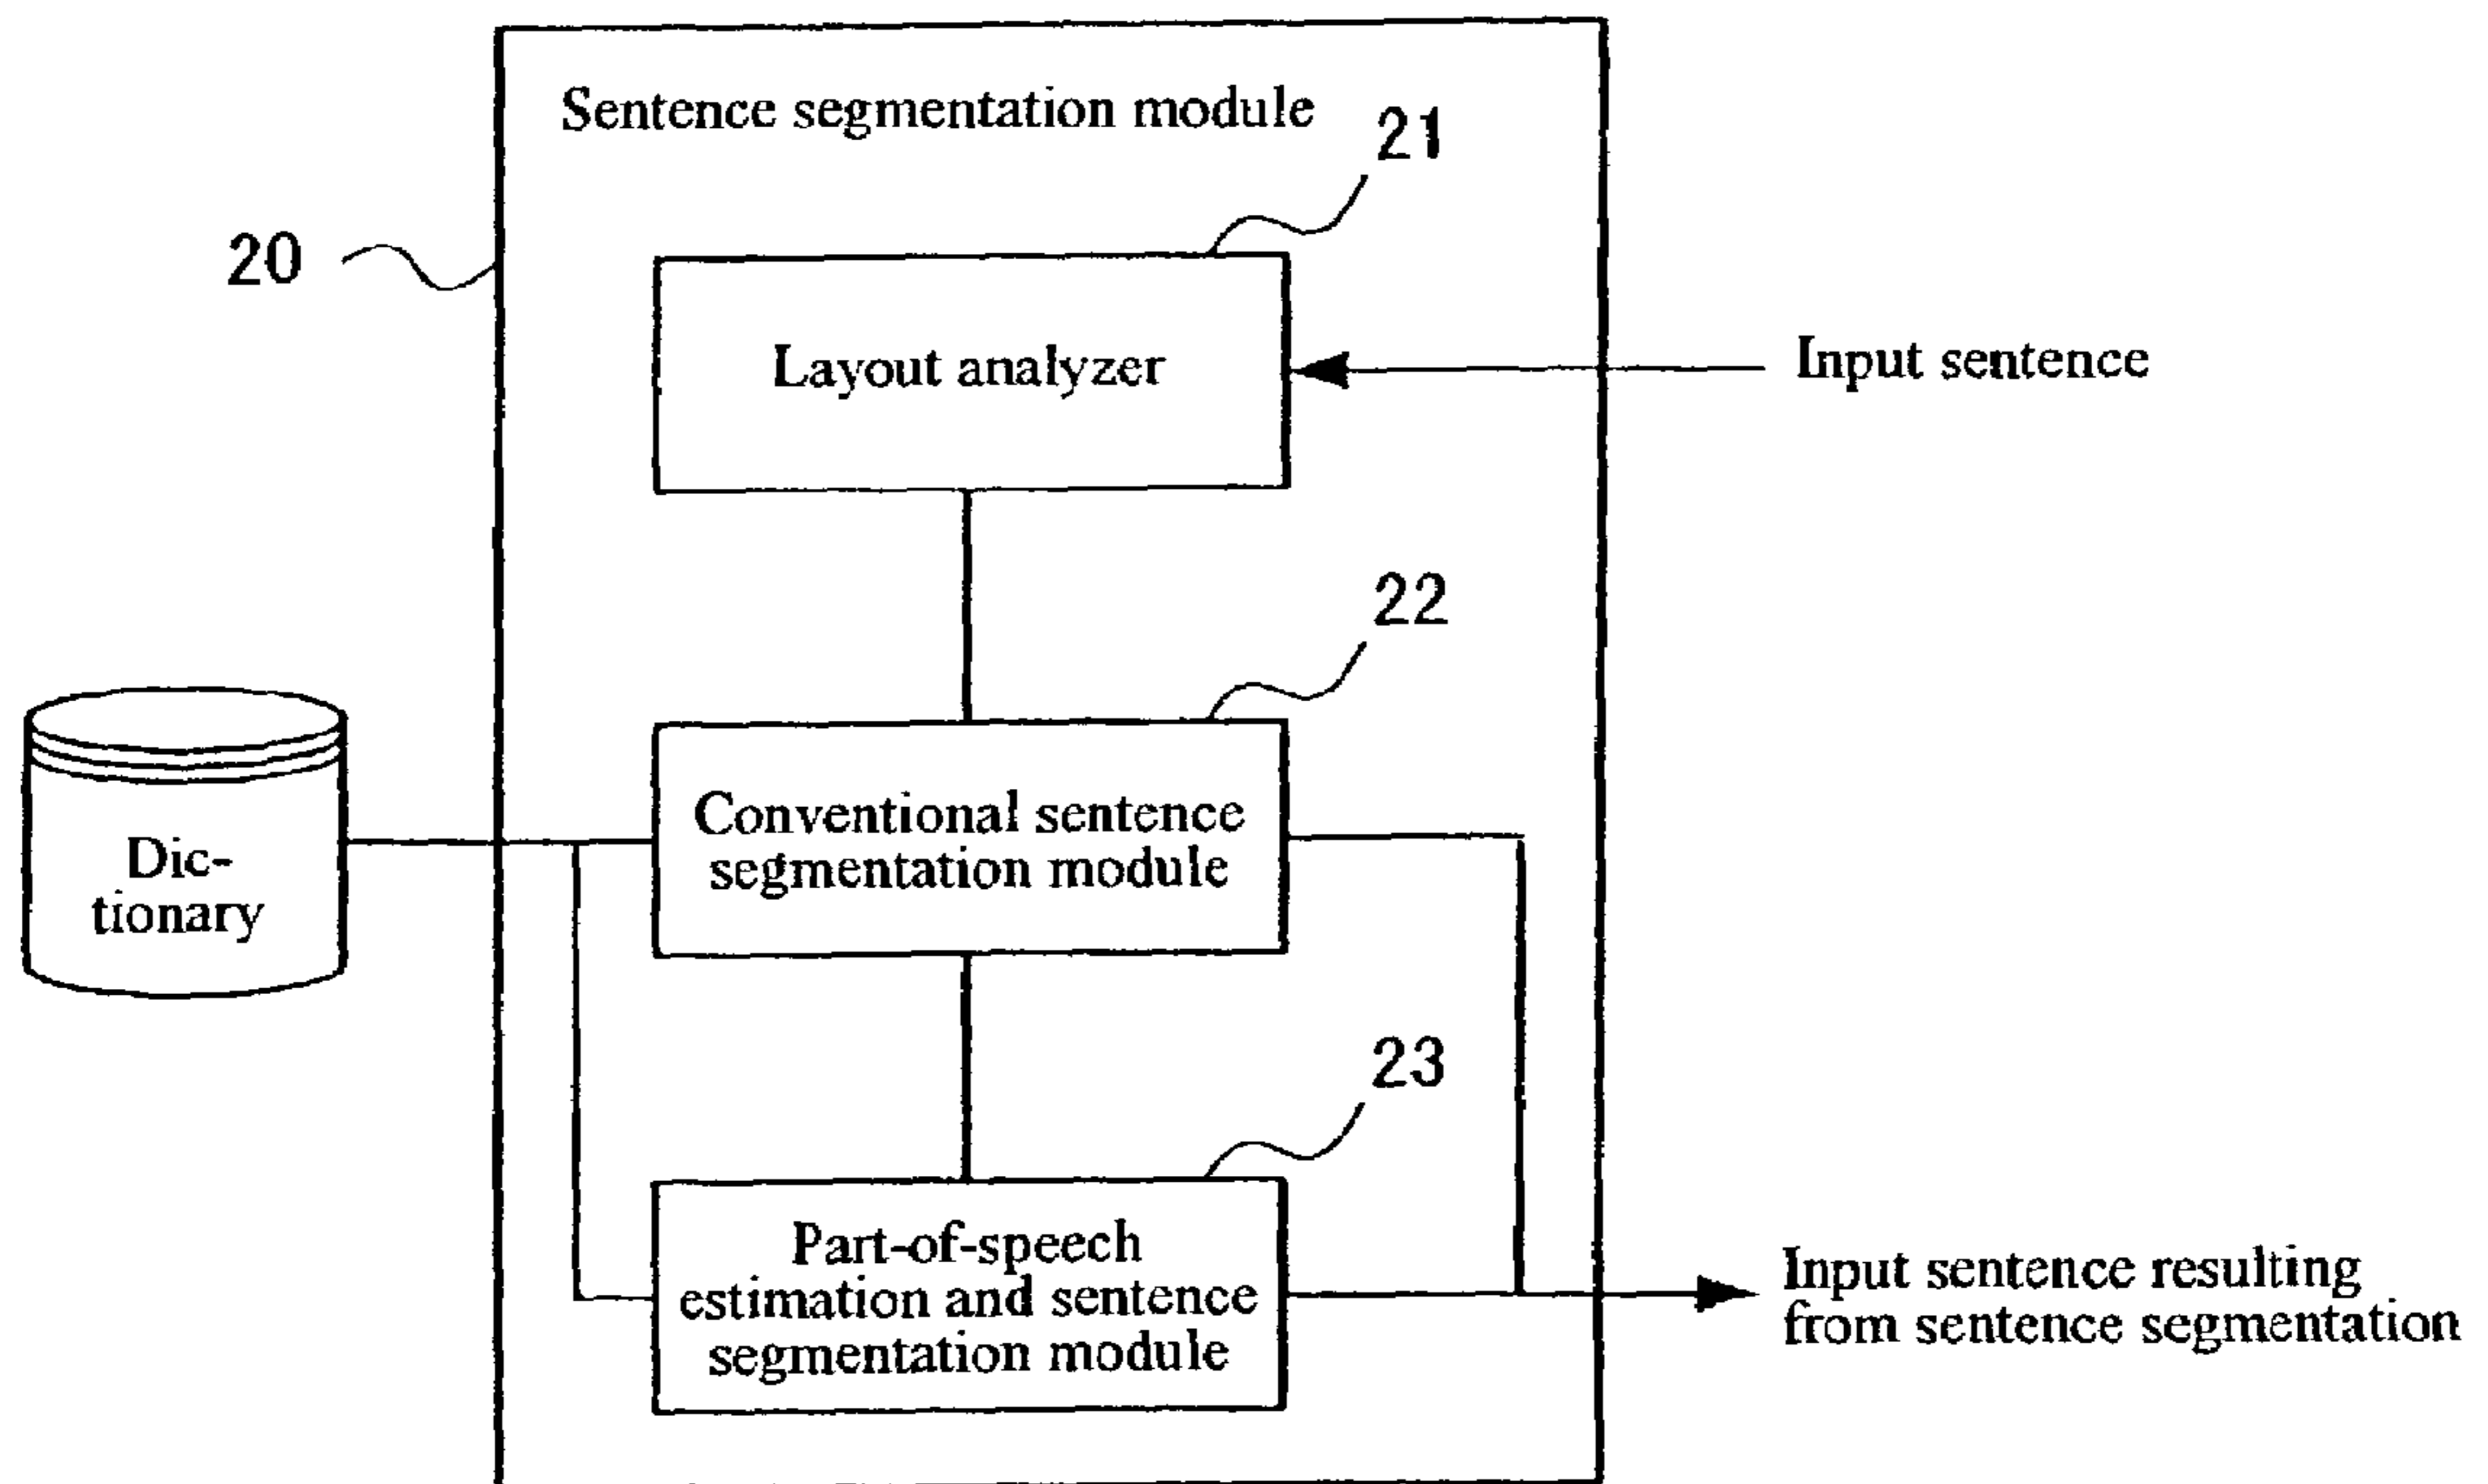 Sentence segmentation module
21
20
Layout analyzer
Input sentence
22
Conventional sentence
segmentation module
Dic-
tionary
23
Part-of-speech
estimation and sentence
segmentation module
Input sentence resulting
from sentence segmentation